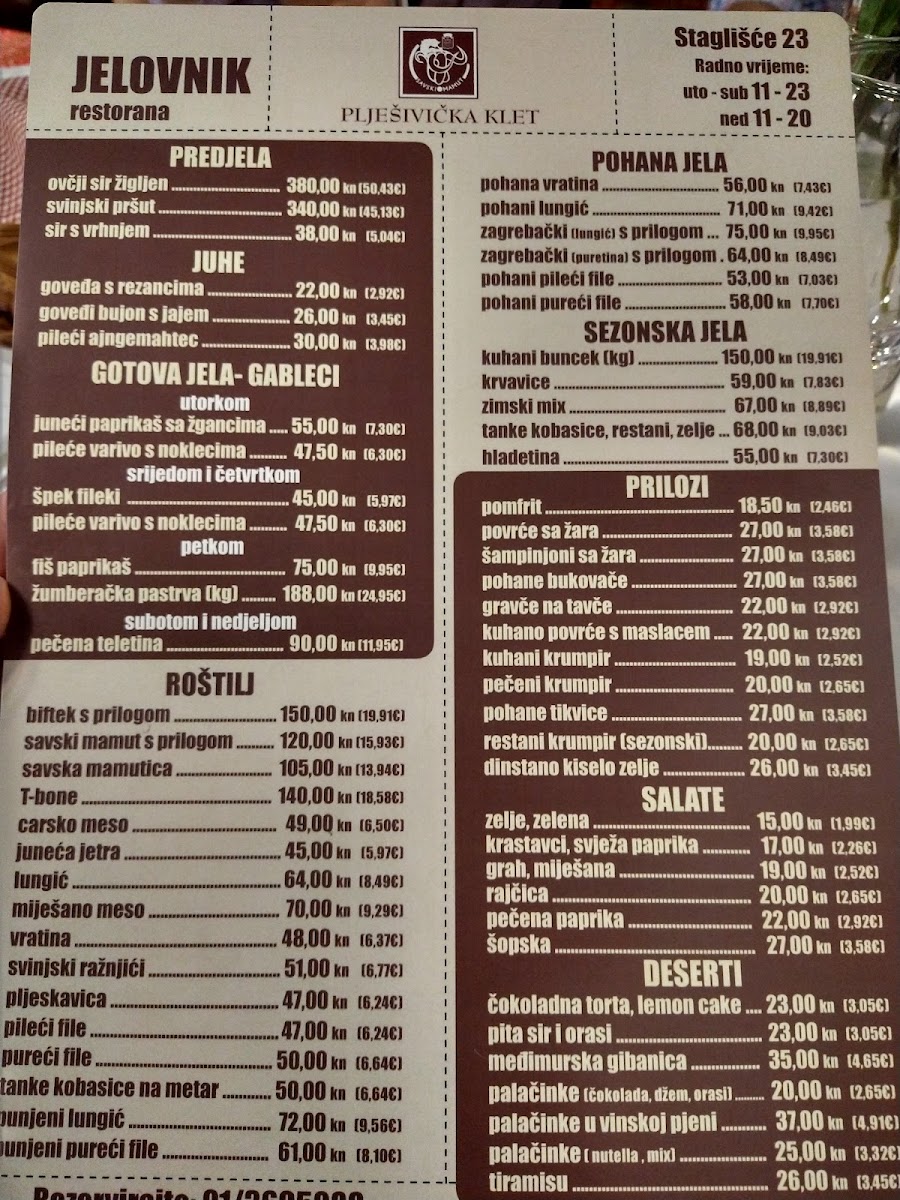 JELOVNIK
restorana
SAVSKI MAMUT
PLJEŠIVIČKA KLET
Staglišće 23
Radno vrijeme:
uto - sub 11 - 23
ned 11 - 20
PREDJELA
ovčji sir žigljen 380,00 kn (50,43€)
svinjski pršut 340,00 kn (45,13€)
sir s vrhnjem 38,00 kn (5,04€)
JUHE
goveđa s rezancima 22,00 kn (2,92€)
goveđi bujon s jajem 26,00 kn (3,45€)
pileći ajngemahtec 30,00 kn (3,98€)
GOTOVA JELA- GABLECI
utorkom
juneći paprikaš sa žgancima 55,00 kn (7,30€)
pileće varivo s noklecima 47,50 kn (6,30€)
srijedom i četvrtkom
špek fileki 45,00 kn (5,97€)
pileće varivo s noklecima 47,50 kn (6,30€)
petkom
fiš paprikaš 75,00 kn (9,95€)
žumberačka pastrva (kg) 188,00 kn (24,95€)
subotom i nedjeljom
pečena teletina 90,00 kn (11,95€)
ROŠTILJ
biftek s prilogom 150,00 kn (19,91€)
savski mamut s prilogom 120,00 kn (15,93€)
savska mamutica 105,00 kn (13,94€)
T-bone 140,00 kn (18,58€)
carsko meso 49,00 kn (6,50€)
juneća jetra 45,00 kn (5,97€)
lungić 64,00 kn (8,49€)
miješano meso 70,00 kn (9,29€)
vratina 48,00 kn (6,37€)
svinjski ražnjići 51,00 kn (6,77€)
pljeskavica 47,00 kn (6,24€)
pileći file 47,00 kn (6,24€)
pureći file 50,00 kn (6,64€)
tanke kobasice na metar 50,00 kn (6,64€)
punjeni lungić 72,00 kn (9,56€)
punjeni pureći file 61,00 kn (8,10€)
POHANA JELA
pohana vratina 56,00 kn (7,43€)
pohani lungić 71,00 kn (9,42€)
zagrebački (lungić) s prilogom 75,00 kn (9,95€)
zagrebački (puretina) s prilogom 64,00 kn (8,49€)
pohani pileći file 53,00 kn (7,03€)
pohani pureći file 58,00 kn (7,70€)
SEZONSKA JELA
kuhani buncek (kg) 150,00 kn (19,91€)
krvavice 59,00 kn (7,83€)
zimski mix 67,00 kn (8,89€)
tanke kobasice, restani, zelje 68,00 kn (9,03€)
hladetina 55,00 kn (7,30€)
PRILOZI
pomfrit 18,50 kn (2,46€)
povrće sa žara 27,00 kn (3,58€)
šampinjoni sa žara 27,00 kn (3,58€)
pohane bukovače 27,00 kn (3,58€)
gravče na tavče 22,00 kn (2,92€)
kuhano povrće s maslacem 22,00 kn (2,92€)
kuhani krumpir 19,00 kn (2,52€)
pečeni krumpir 20,00 kn (2,65€)
pohane tikvice 27,00 kn (3,58€)
restani krumpir (sezonski) 20,00 kn (2,65€)
dinstano kiselo zelje 26,00 kn (3,45€)
SALATE
zelje, zelena 15,00 kn (1,99€)
krastavci, svježa paprika 17,00 kn (2,26€)
grah, miješana 19,00 kn (2,52€)
rajčica 20,00 kn (2,65€)
pečena paprika 22,00 kn (2,92€)
šopska 27,00 kn (3,58€)
DESERTI
čokoladna torta, lemon cake 23,00 kn (3,05€)
pita sir i orasi 23,00 kn (3,05€)
međimurska gibanica 35,00 kn (4,65€)
palačinke (čokolada, džem, orasi) 20,00 kn (2,65€)
palačinke u vinskoj pjeni 37,00 kn (4,91€)
palačinke ( nutella , mix) 25,00 kn (3,32€)
tiramisu 26,00 kn (3,45€)